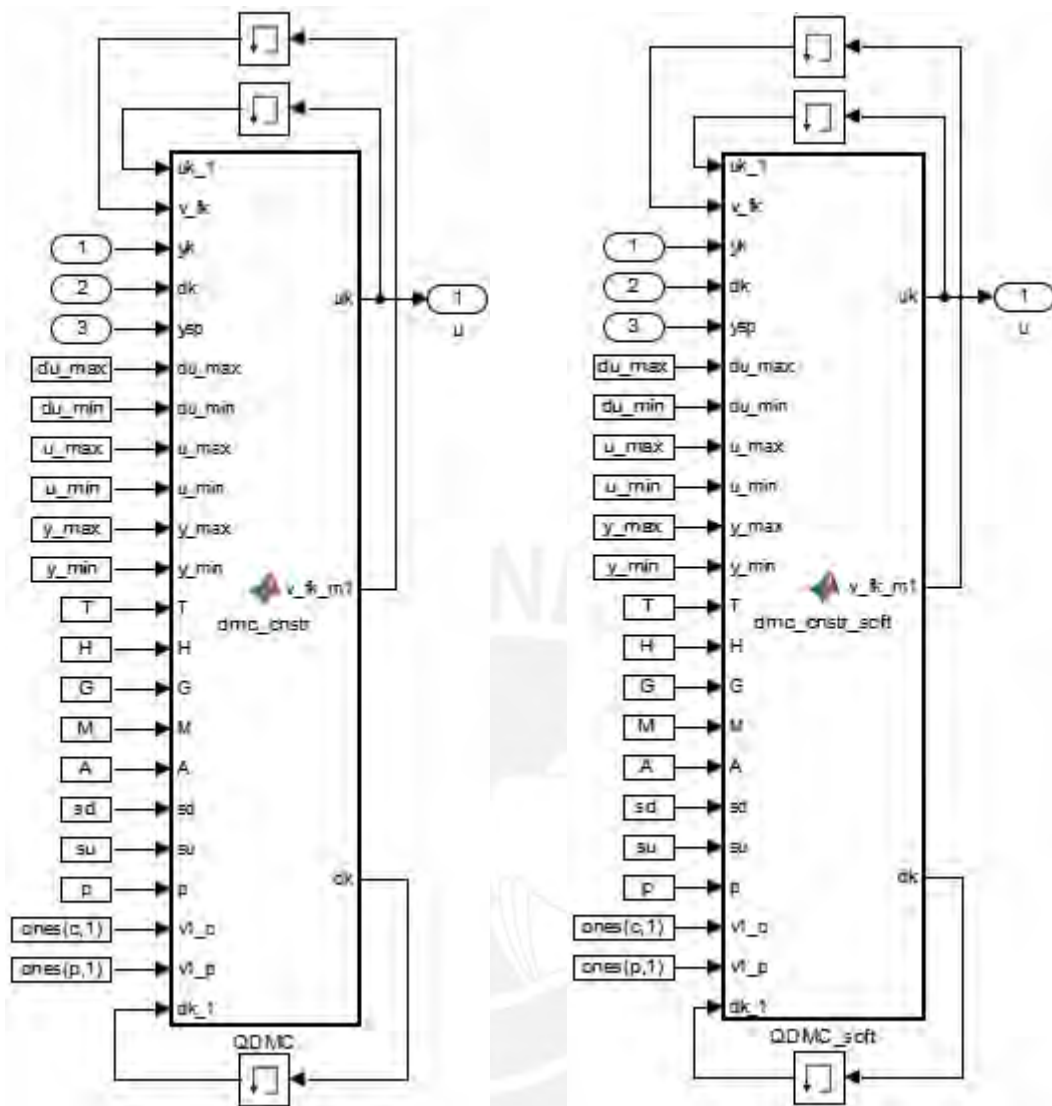 uk_1
v_fk
1 yk
2 dk
3 ysp
du_max du_max
du_min du_min
u_max u_max
u_min u_min
y_max y_max
y_min y_min
T T
H H
G G
M M
A A
sd sd
su su
p p
ones(c,1) v1_c
ones(p,1) v1_p
dk_1
uk
1
u
v_fk_m1
dmc_cnstr
dk
QDMC
uk_1
v_fk
1 yk
2 dk
3 ysp
du_max du_max
du_min du_min
u_max u_max
u_min u_min
y_max y_max
y_min y_min
T T
H H
G G
M M
A A
sd sd
su su
p p
ones(c,1) v1_c
ones(p,1) v1_p
dk_1
uk
1
u
v_fk_m1
dmc_cnstr_soft
dk
QDMC_soft